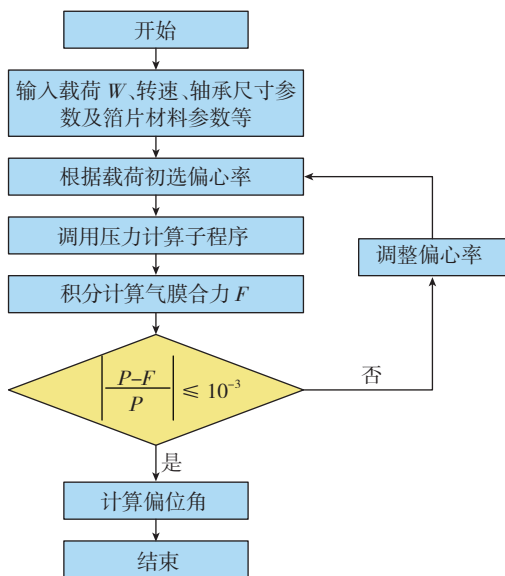 开始
输入载荷 W、转速、轴承尺寸参
数及箔片材料参数等
根据载荷初选偏心率
调用压力计算子程序
调整偏心率
积分计算气膜合力 F
|P–F/P| ≤ 10⁻³
否
是
计算偏位角
结束